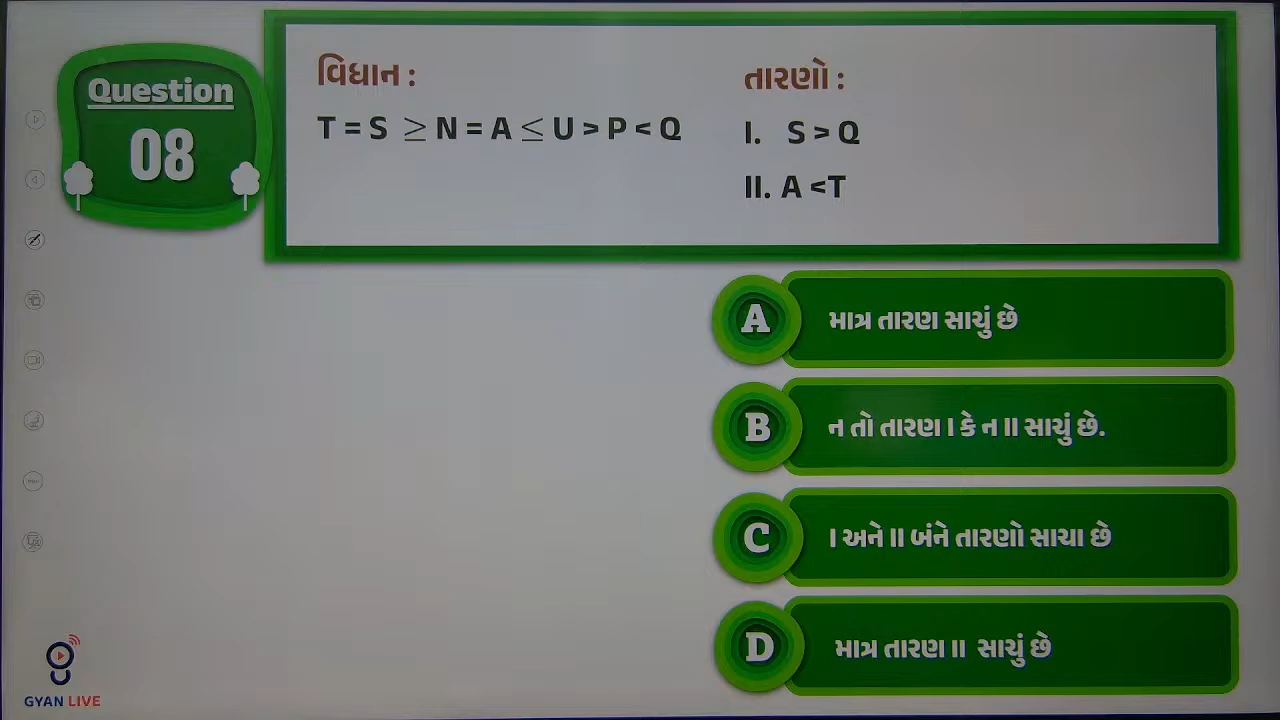 Question
08
વિધાન :
T = S ≥ N = A ≤ U > P < Q
તારણો :
I. S > Q
II. A < T
A માત્ર તારણ સાચું છે
B ન તો તારણ I કે ન II સાચું છે.
C I અને II બંને તારણો સાચા છે
D માત્ર તારણ II સાચું છે
GYAN LIVE